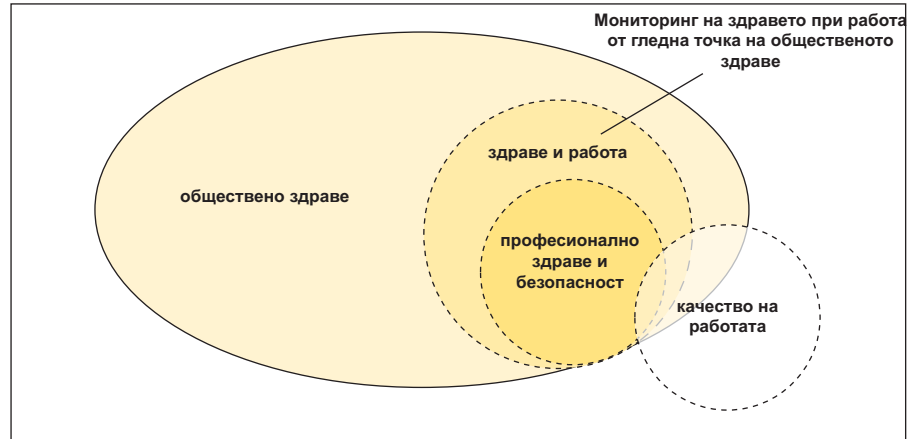 Мониторинг на здравето при работа
от гледна точка на общественото
здраве
здраве и работа
обществено здраве
професионално
здраве и
безопасност
качество на
работата